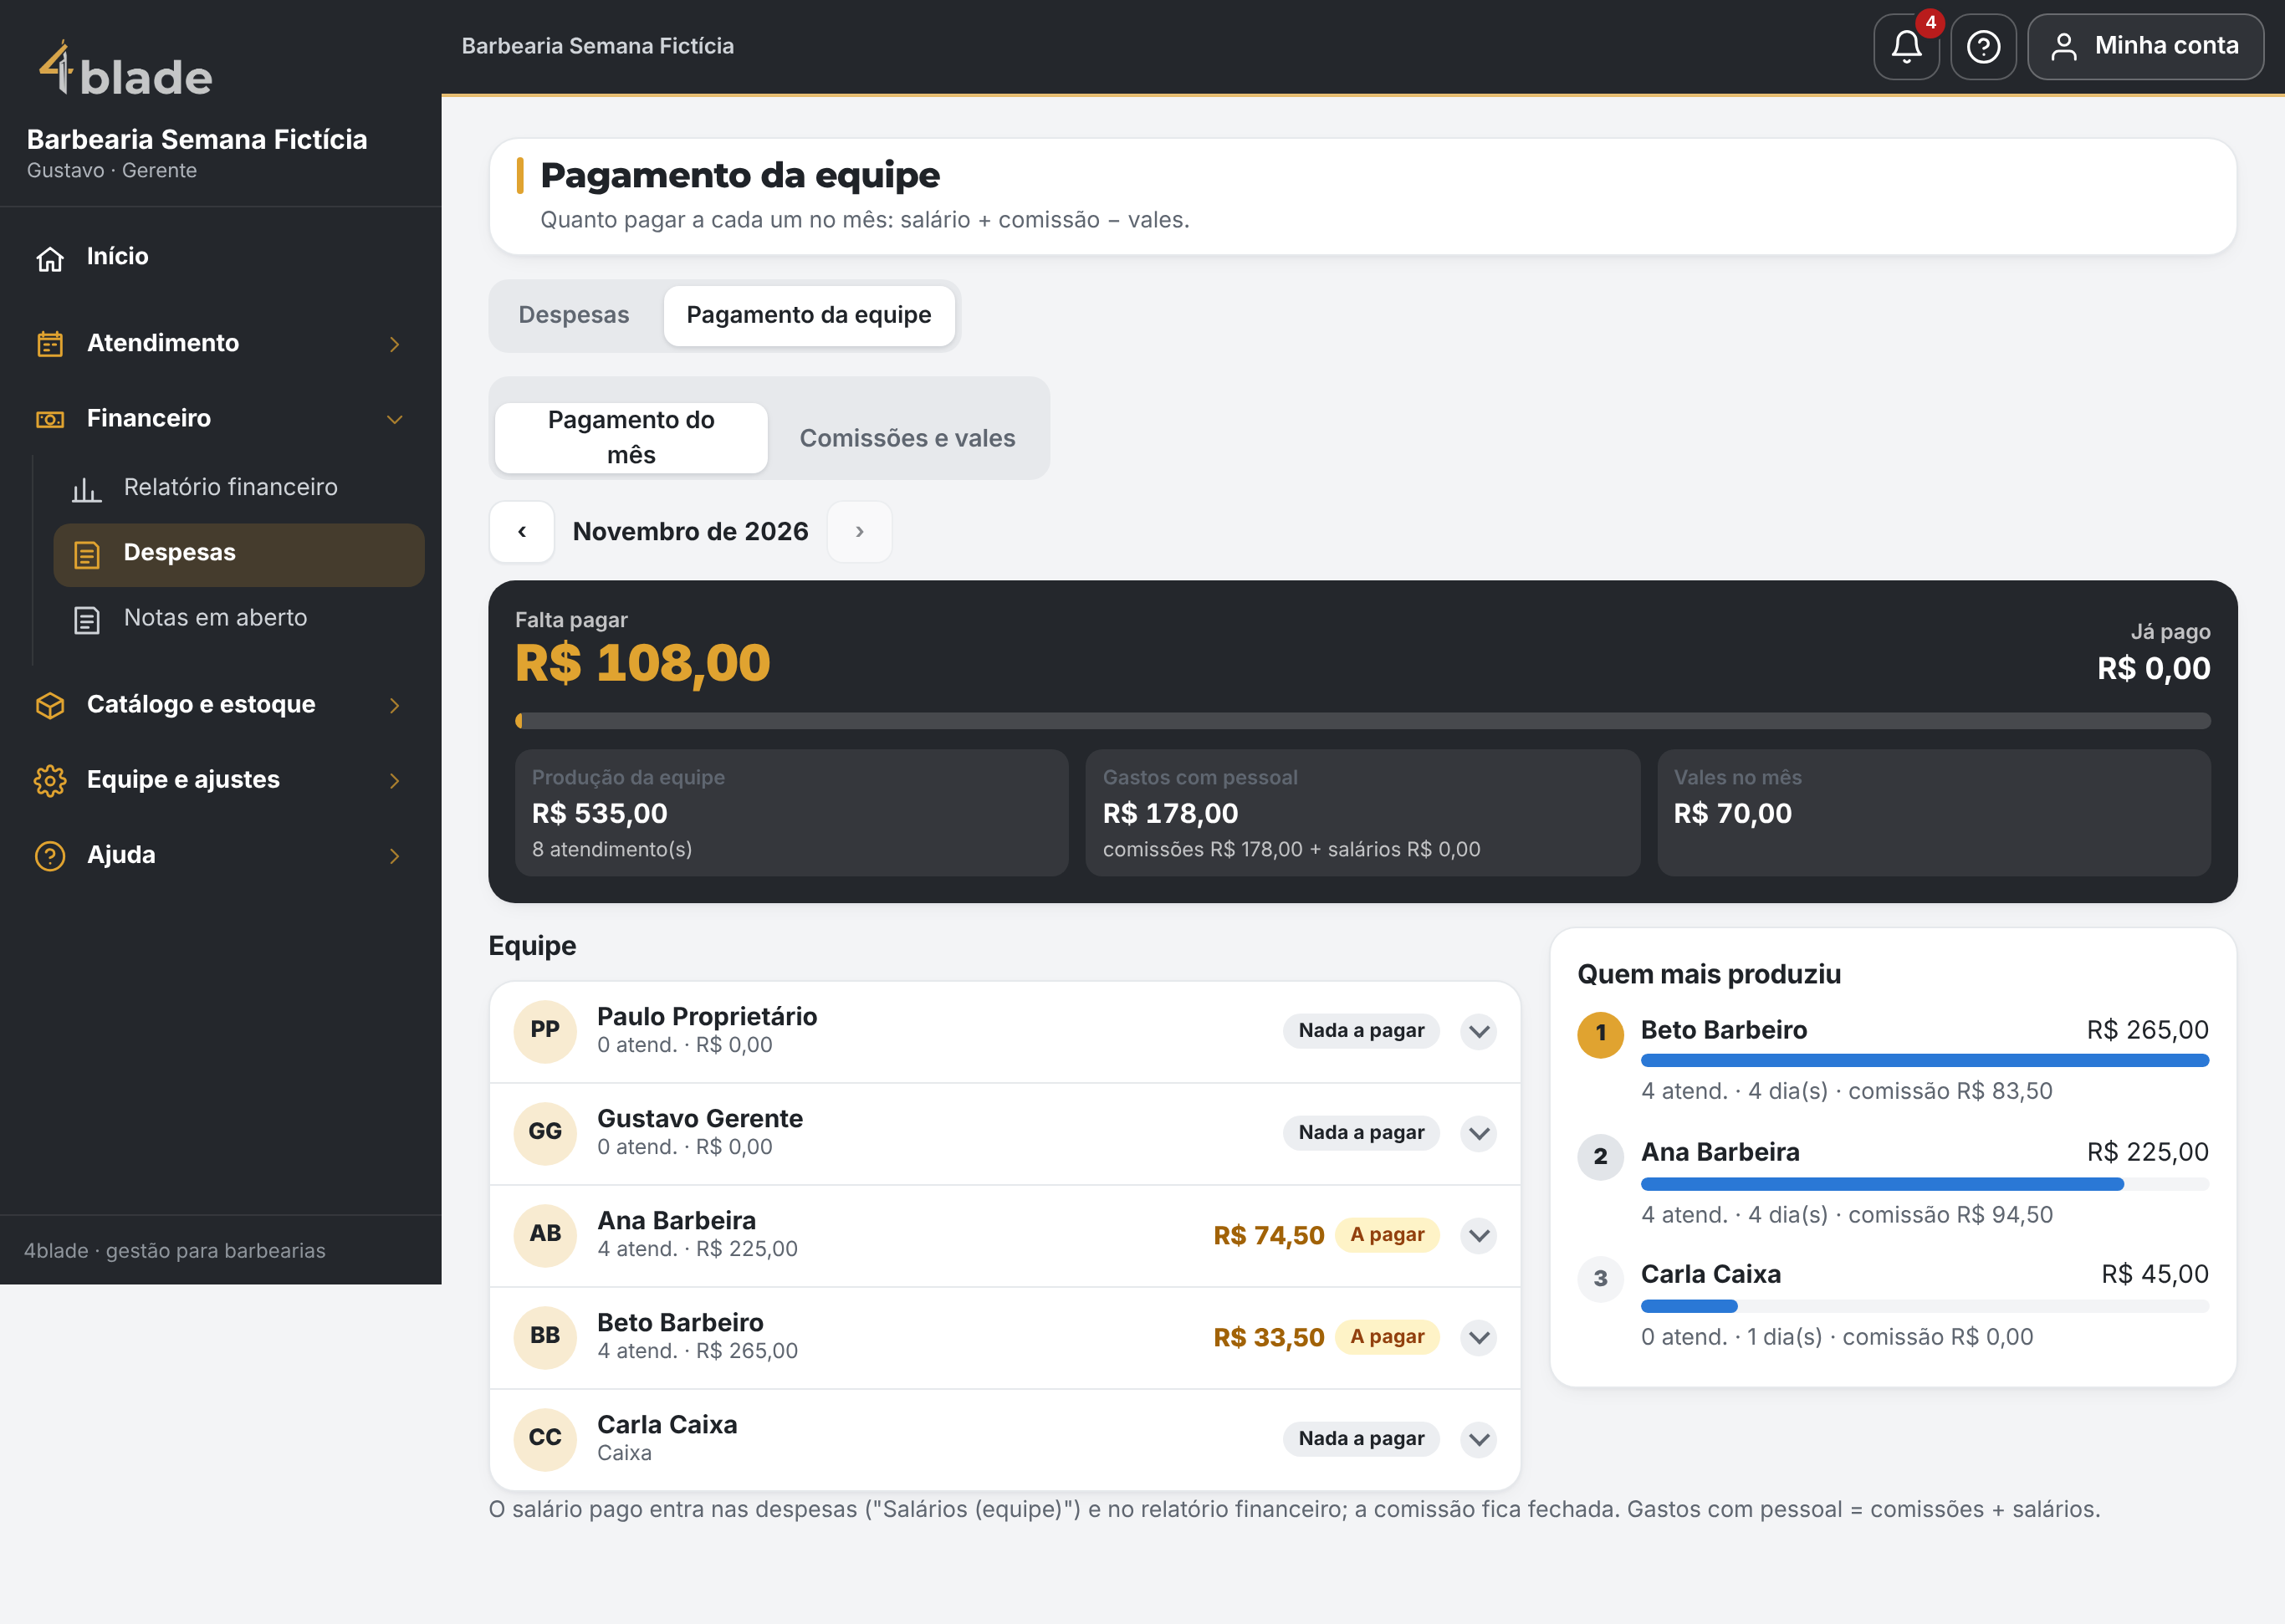 4blade
Barbearia Semana Fictícia
Gustavo · Gerente
Início
Atendimento
Financeiro
Relatório financeiro
Despesas
Notas em aberto
Catálogo e estoque
Equipe e ajustes
Ajuda
4blade · gestão para barbearias
Barbearia Semana Fictícia
4
Minha conta
Pagamento da equipe
Quanto pagar a cada um no mês: salário + comissão − vales.
Despesas
Pagamento da equipe
Pagamento do
mês
Comissões e vales
‹ Novembro de 2026 ›
Falta pagar
R$ 108,00
Já pago
R$ 0,00
Produção da equipe
R$ 535,00
8 atendimento(s)
Gastos com pessoal
R$ 178,00
comissões R$ 178,00 + salários R$ 0,00
Vales no mês
R$ 70,00
Equipe
PP
Paulo Proprietário
0 atend. · R$ 0,00
Nada a pagar
GG
Gustavo Gerente
0 atend. · R$ 0,00
Nada a pagar
AB
Ana Barbeira
4 atend. · R$ 225,00
R$ 74,50
A pagar
BB
Beto Barbeiro
4 atend. · R$ 265,00
R$ 33,50
A pagar
CC
Carla Caixa
Caixa
Nada a pagar
Quem mais produziu
1
Beto Barbeiro
R$ 265,00
4 atend. · 4 dia(s) · comissão R$ 83,50
2
Ana Barbeira
R$ 225,00
4 atend. · 4 dia(s) · comissão R$ 94,50
3
Carla Caixa
R$ 45,00
0 atend. · 1 dia(s) · comissão R$ 0,00
O salário pago entra nas despesas ("Salários (equipe)") e no relatório financeiro; a comissão fica fechada. Gastos com pessoal = comissões + salários.